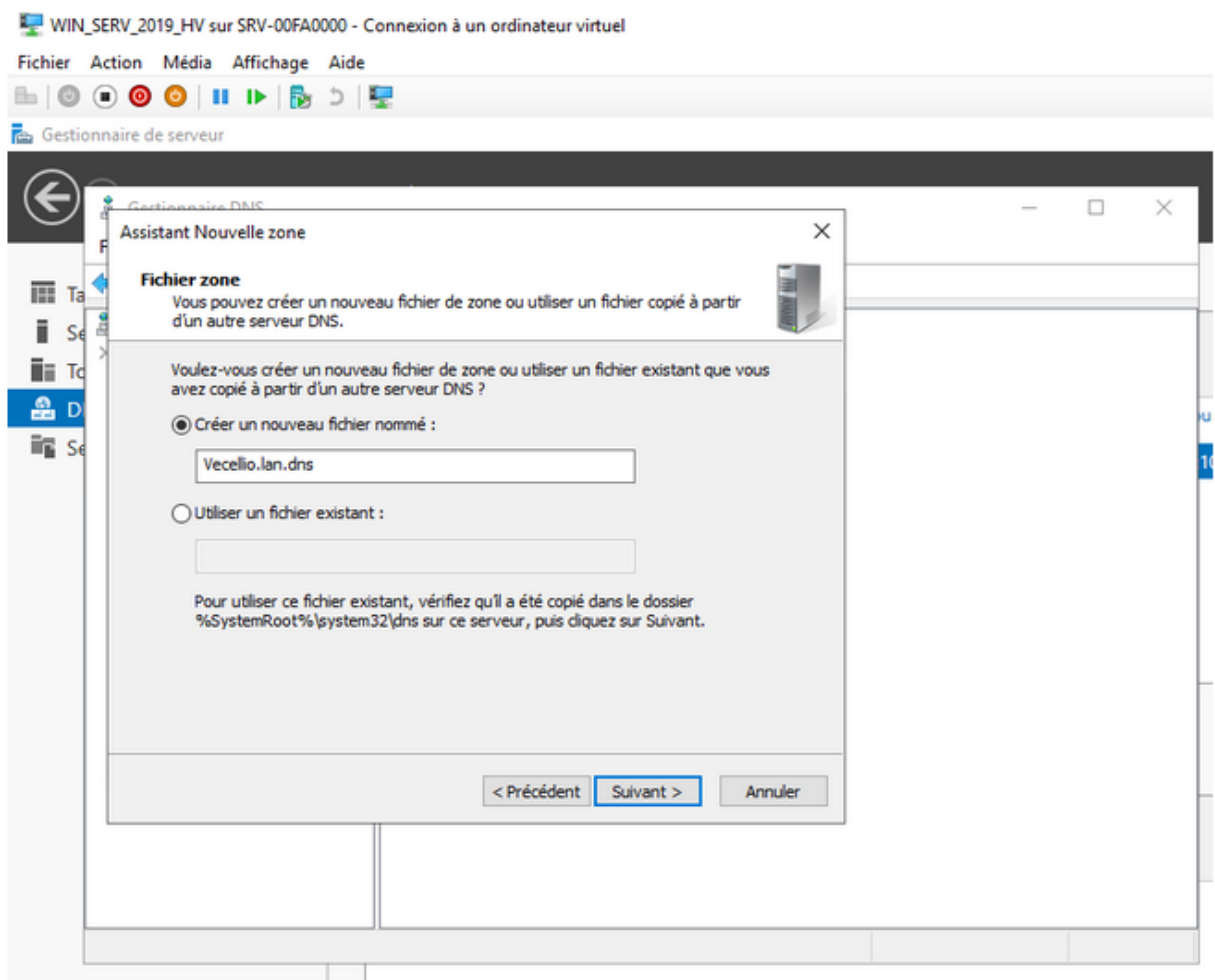 WIN_SERV_2019_HV sur SRV-00FA0000 - Connexion à un ordinateur virtuel
Fichier Action Média Affichage Aide
Gestionnaire de serveur
Gestionnaire DNS
Assistant Nouvelle zone
F
Fichier zone
Ta
Vous pouvez créer un nouveau fichier de zone ou utiliser un fichier copié à partir
d'un autre serveur DNS.
Se
To
Voulez-vous créer un nouveau fichier de zone ou utiliser un fichier existant que vous
avez copié à partir d'un autre serveur DNS ?
D
Créer un nouveau fichier nommé :
Se
Vecellio.lan.dns
10
Utiliser un fichier existant :
Pour utiliser ce fichier existant, vérifiez qu'il a été copié dans le dossier
%SystemRoot%\system32\dns sur ce serveur, puis cliquez sur Suivant.
< Précédent Suivant > Annuler